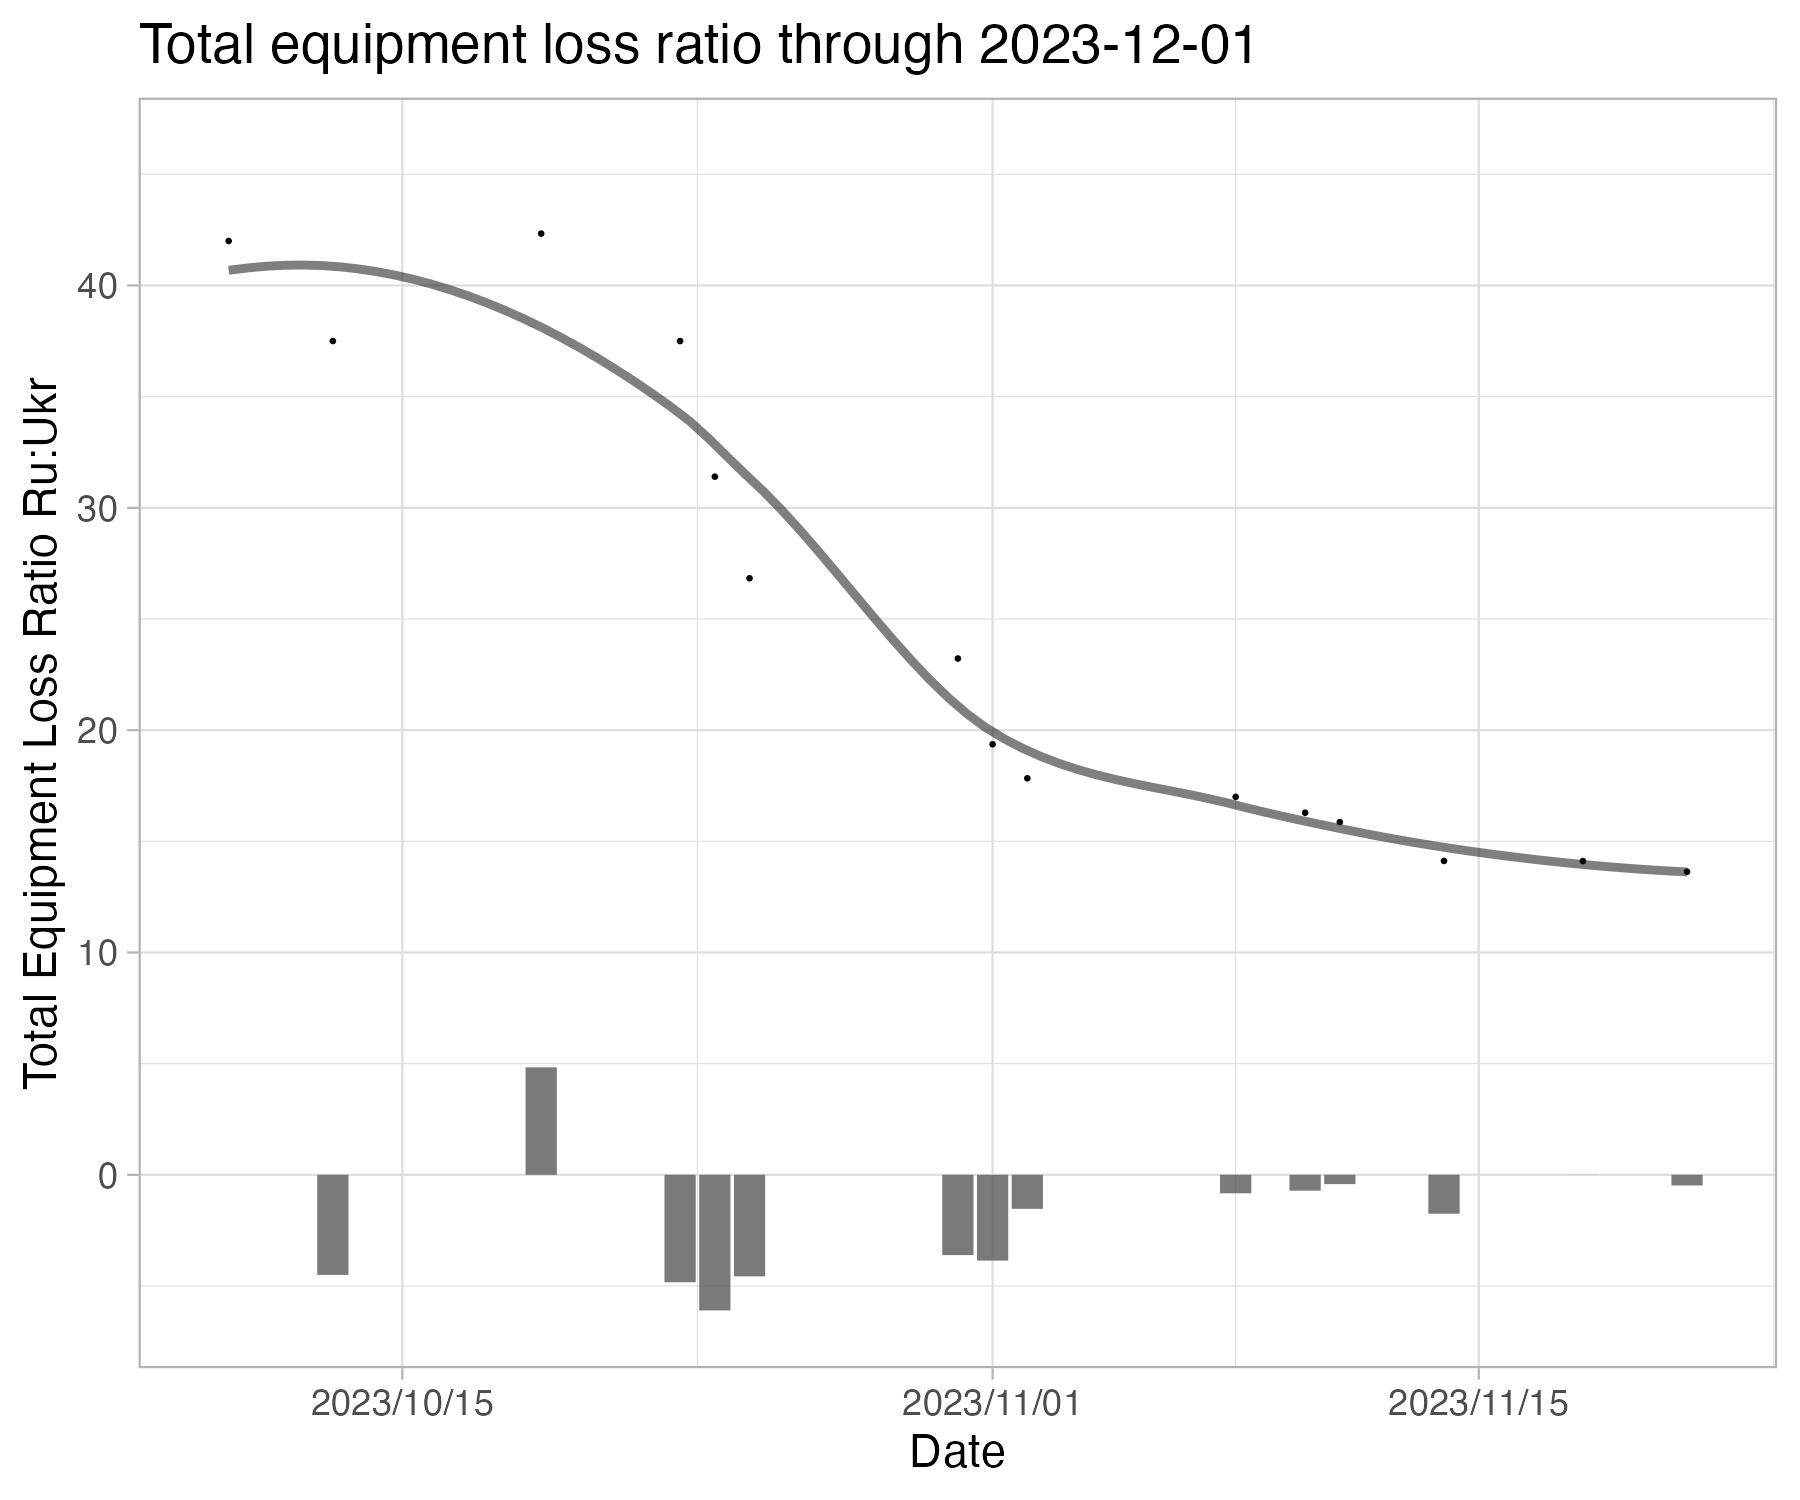 Total equipment loss ratio through 2023-12-01
Total Equipment Loss Ratio Ru:Ukr
40
30
20
10
0
2023/10/15
2023/11/01
2023/11/15
Date